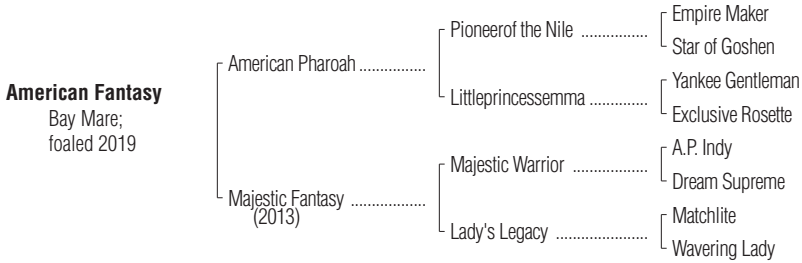 American Fantasy
Bay Mare;
foaled 2019
American Pharoah ................
Majestic Fantasy ..................
(2013)
Pioneerof the Nile ................
Littleprincessemma ..............
Majestic Warrior ..................
Lady's Legacy ......................
Empire Maker
Star of Goshen
Yankee Gentleman
Exclusive Rosette
A.P. Indy
Dream Supreme
Matchlite
Wavering Lady